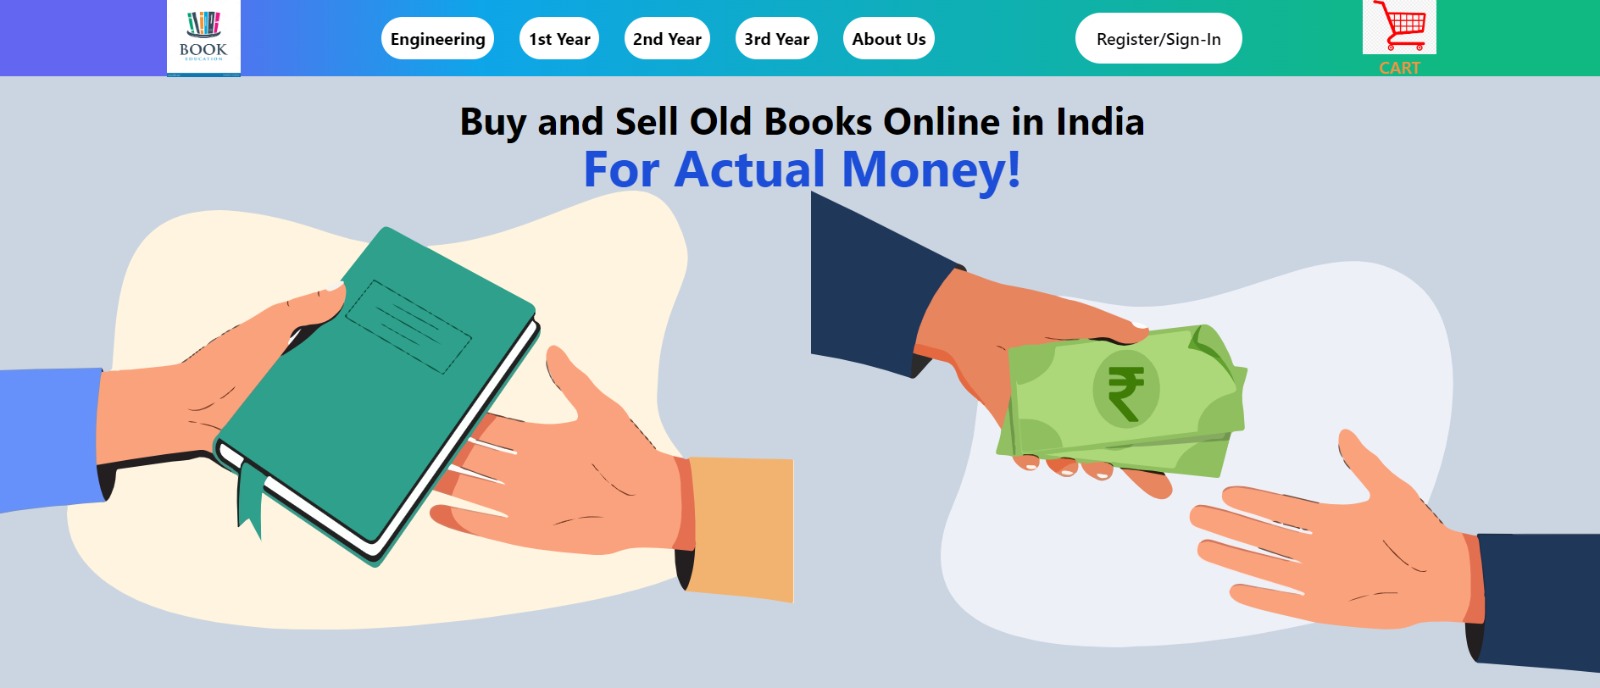 BOOK
EDUCATION
Engineering
1st Year
2nd Year
3rd Year
About Us
Register/Sign-In
CART
Buy and Sell Old Books Online in India
For Actual Money!
₹